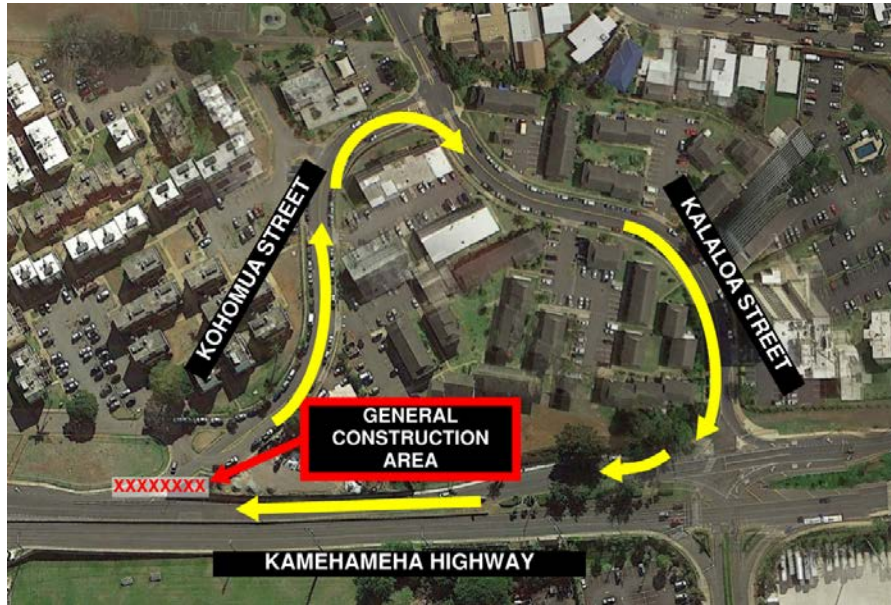 KOHOMUA STREET
KALALOA STREET
GENERAL
CONSTRUCTION
AREA
XXXXXXXX
KAMEHAMEHA HIGHWAY